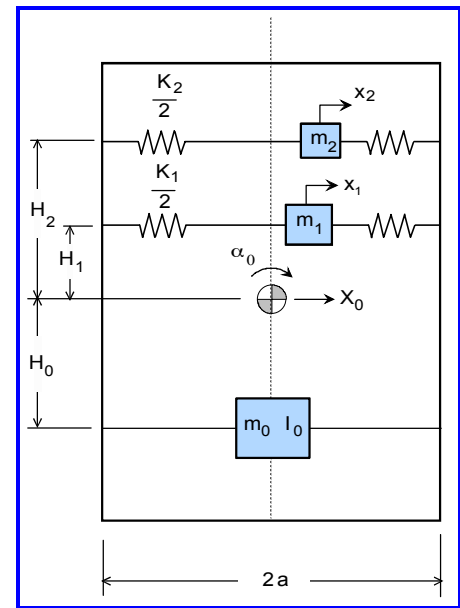 K₂
2
x₂
m₂
K₁
2
x₁
m₁
H₂
H₁
α₀
X₀
H₀
m₀ I₀
2a